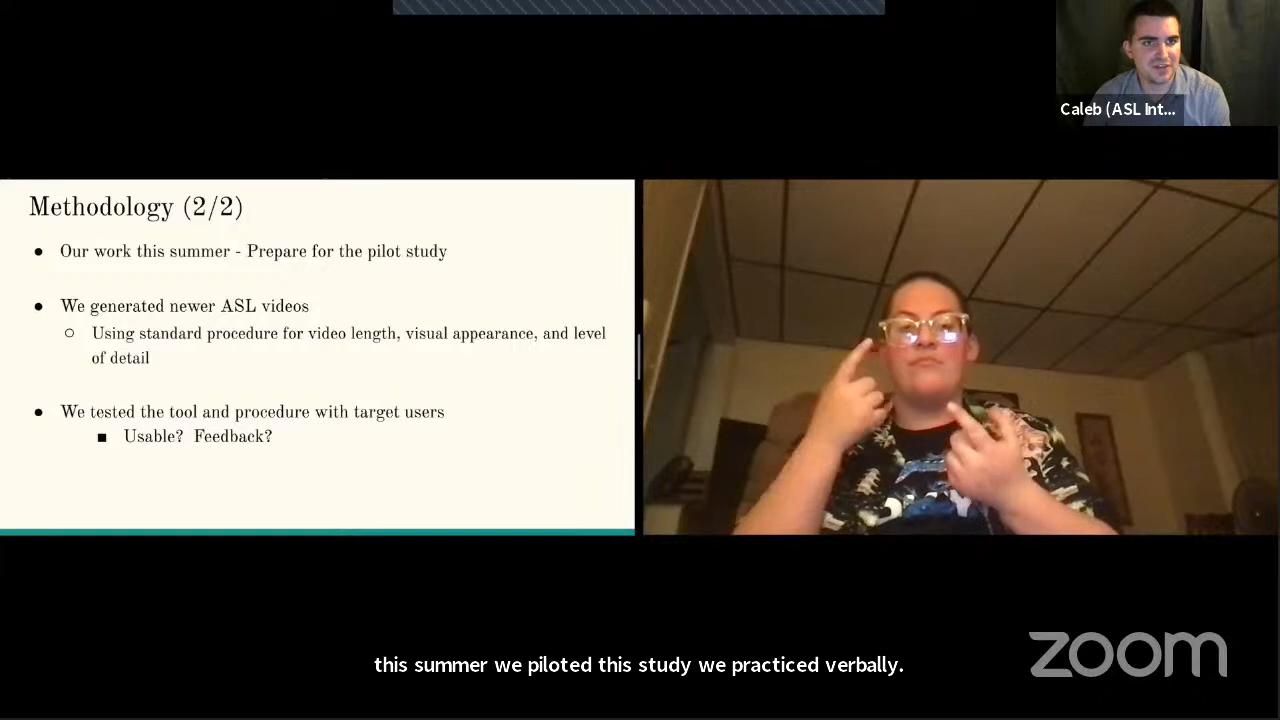 Caleb (ASL Int...
Methodology (2/2)
● Our work this summer - Prepare for the pilot study
● We generated newer ASL videos
○ Using standard procedure for video length, visual appearance, and level
of detail
● We tested the tool and procedure with target users
■ Usable? Feedback?
this summer we piloted this study we practiced verbally.
zoom